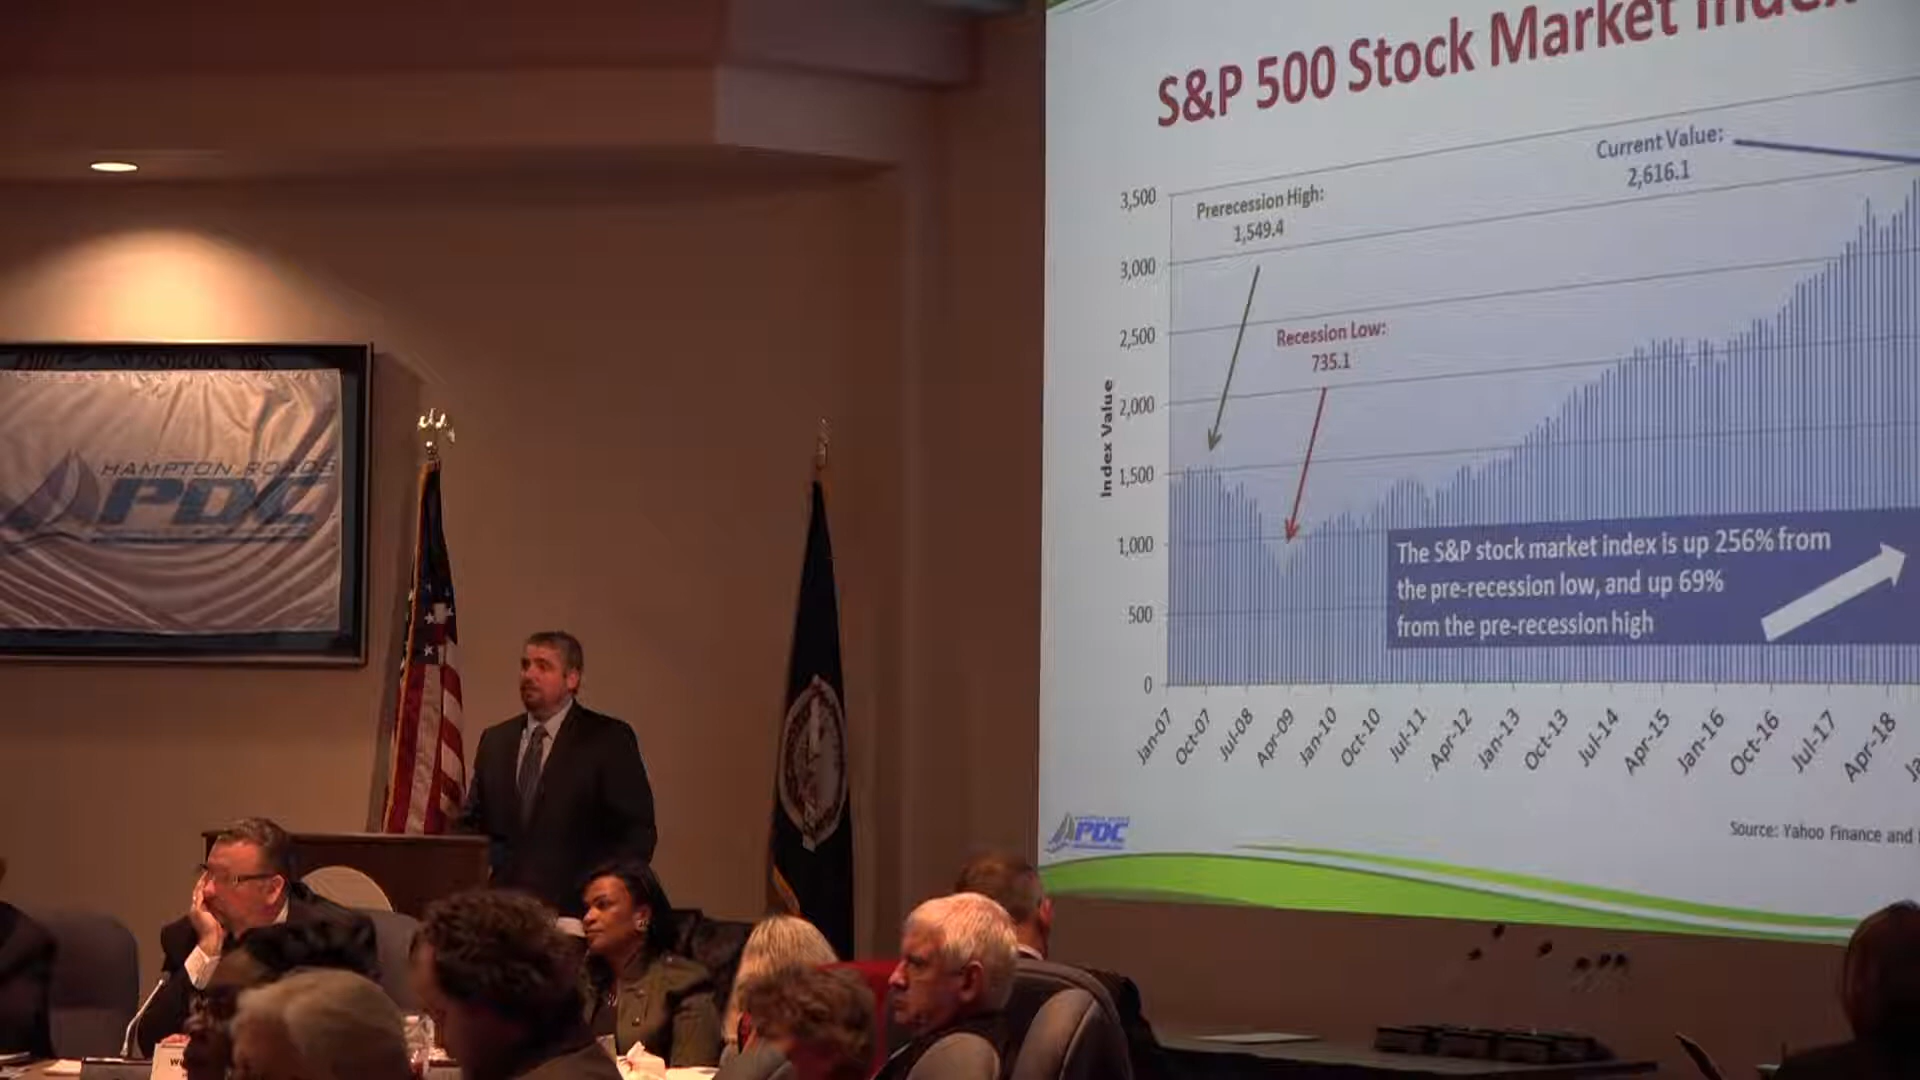 S&P 500 Stock Market Index
Current Value:
2,616.1
Prerecession High:
1,549.4
Recession Low:
735.1
3,500
3,000
2,500
2,000
1,500
1,000
500
0
Index Value
The S&P stock market index is up 256% from
the pre-recession low, and up 69%
from the pre-recession high
Jan-07
Oct-07
Jul-08
Apr-09
Jan-10
Oct-10
Jul-11
Apr-12
Jan-13
Oct-13
Jul-14
Apr-15
Jan-16
Oct-16
Jul-17
Apr-18
Source: Yahoo Finance and
PDC
HAMPTON ROADS
PDC